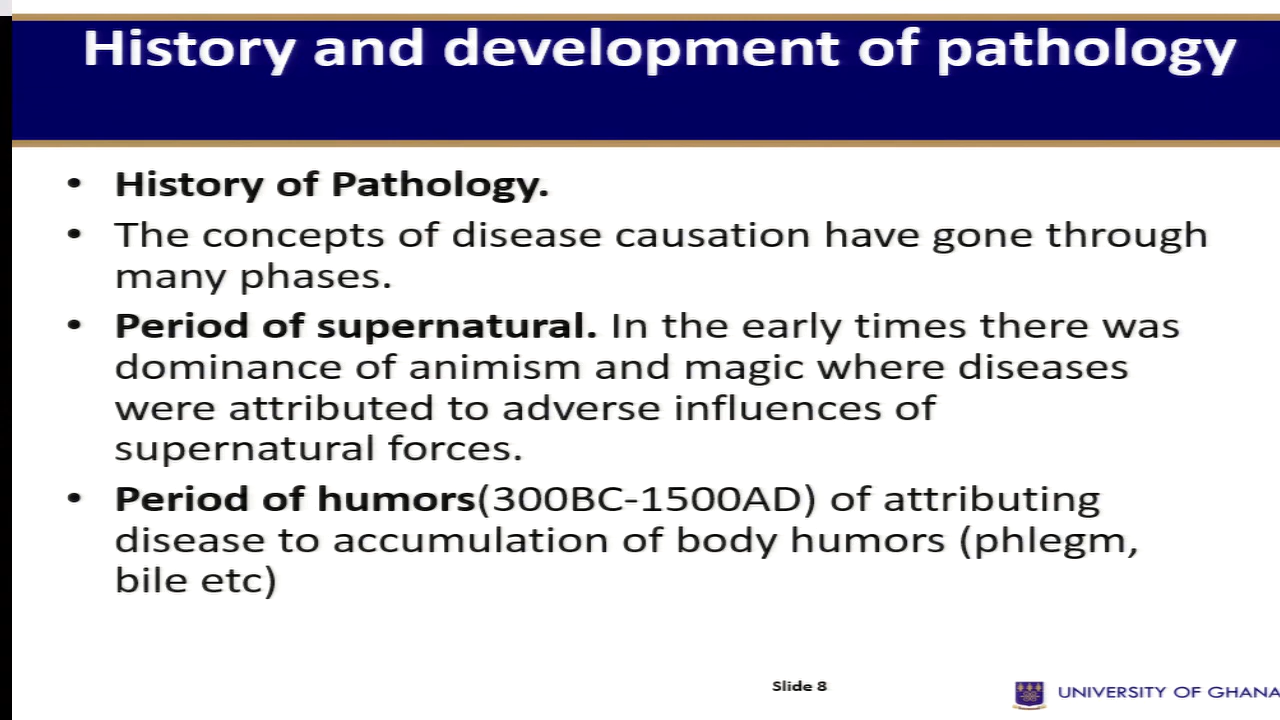 History and development of pathology
• History of Pathology.
• The concepts of disease causation have gone through
many phases.
• Period of supernatural. In the early times there was
dominance of animism and magic where diseases
were attributed to adverse influences of
supernatural forces.
• Period of humors(300BC-1500AD) of attributing
disease to accumulation of body humors (phlegm,
bile etc)
Slide 8
UNIVERSITY OF GHANA